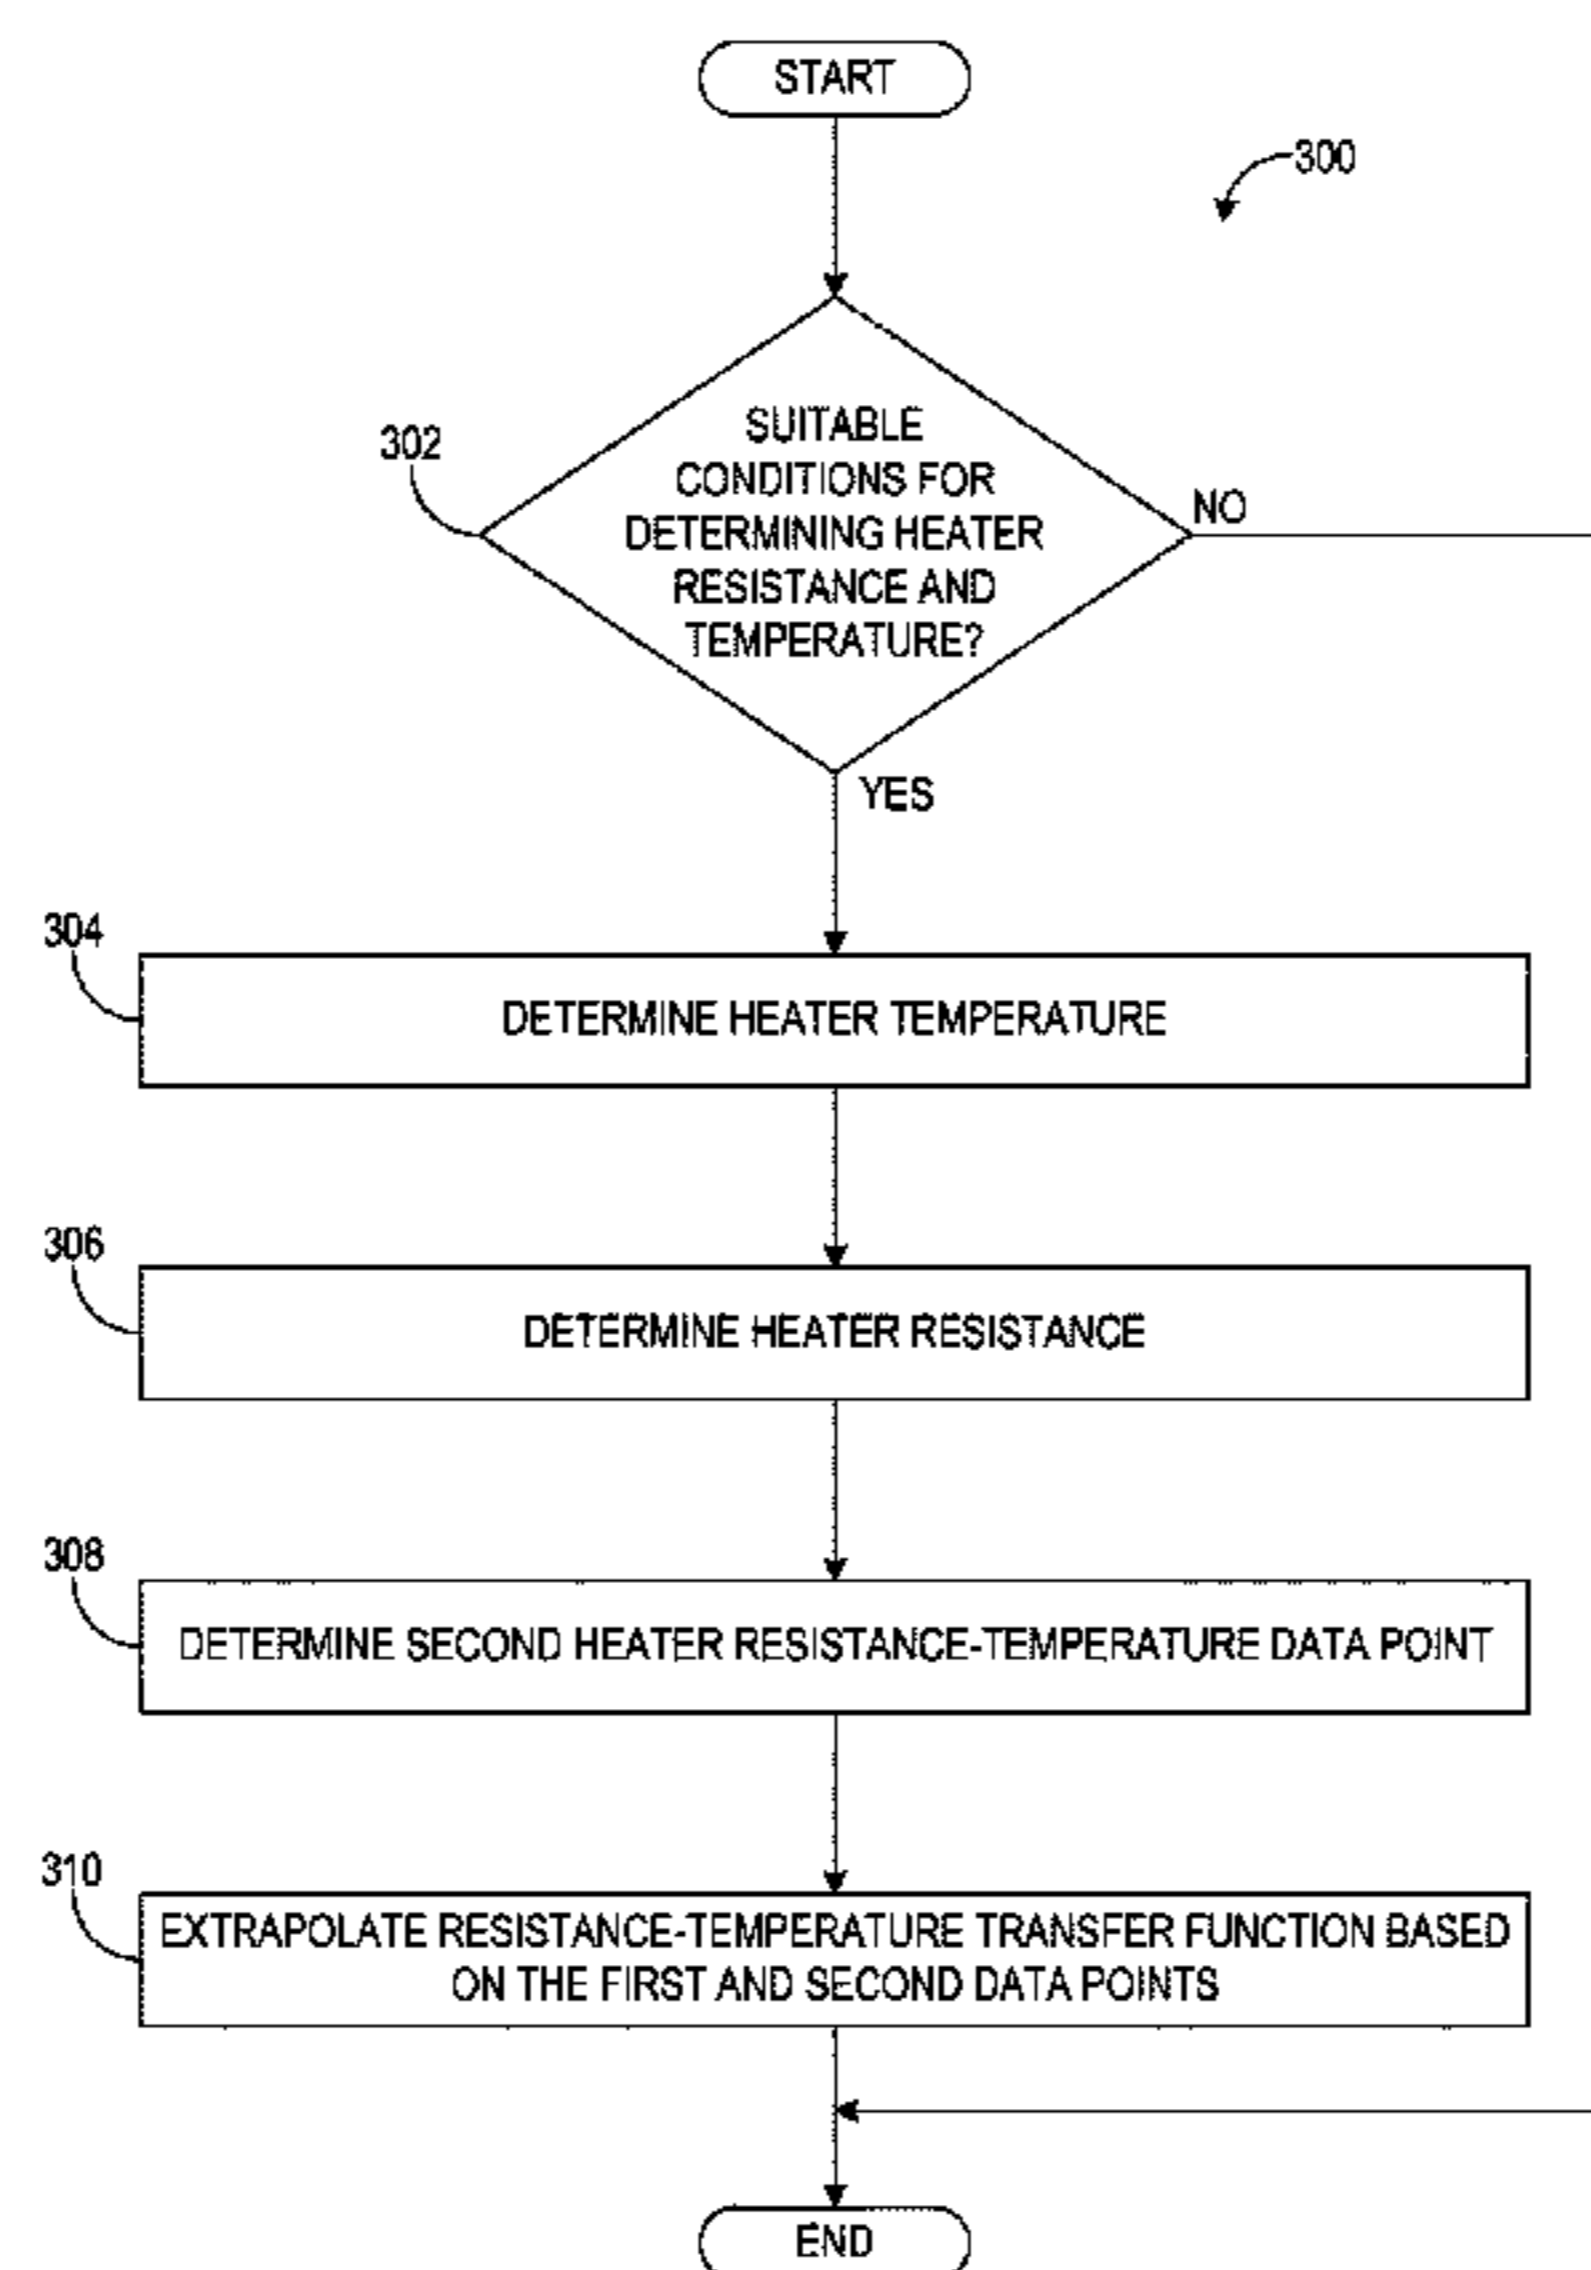 START
300
302
SUITABLE
CONDITIONS FOR
DETERMINING HEATER
RESISTANCE AND
TEMPERATURE?
NO
YES
304
DETERMINE HEATER TEMPERATURE
306
DETERMINE HEATER RESISTANCE
308
DETERMINE SECOND HEATER RESISTANCE-TEMPERATURE DATA POINT
310
EXTRAPOLATE RESISTANCE-TEMPERATURE TRANSFER FUNCTION BASED
ON THE FIRST AND SECOND DATA POINTS
END